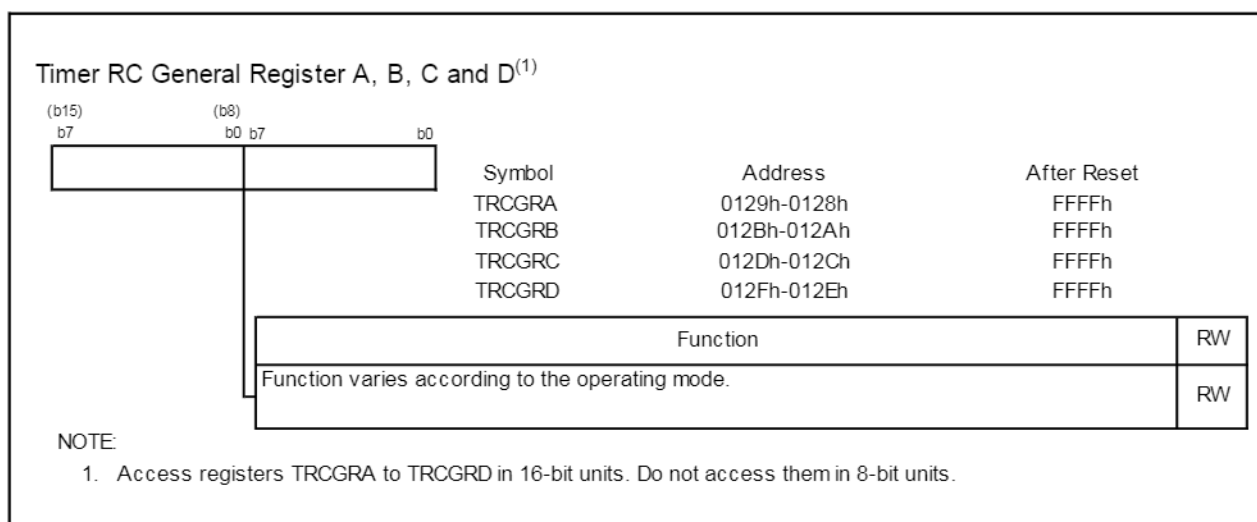 Timer RC General Register A, B, C and D(1)
(b15) (b8)
b7 b0 b7 b0
Symbol Address After Reset
TRCGRA 0129h-0128h FFFFh
TRCGRB 012Bh-012Ah FFFFh
TRCGRC 012Dh-012Ch FFFFh
TRCGRD 012Fh-012Eh FFFFh
Function RW
Function varies according to the operating mode. RW
NOTE:
1. Access registers TRCGRA to TRCGRD in 16-bit units. Do not access them in 8-bit units.